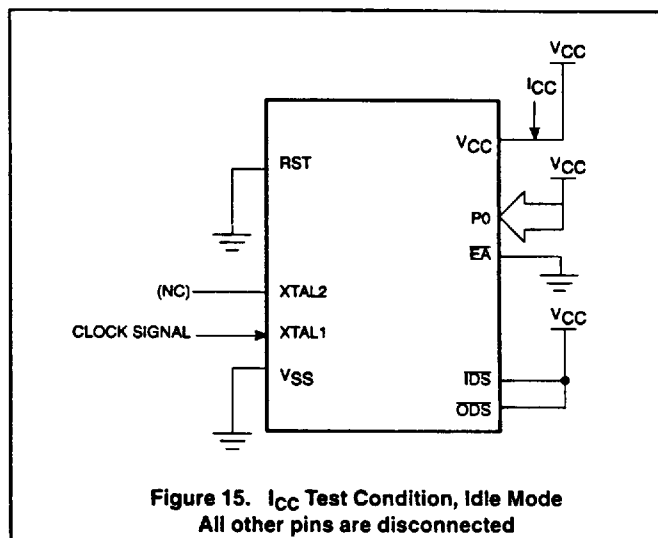 VCC
ICC
VCC
RST
VCC
P0
EA
(NC)
XTAL2
CLOCK SIGNAL
XTAL1
VCC
VSS
IDS
ODS
Figure 15. ICC Test Condition, Idle Mode
All other pins are disconnected